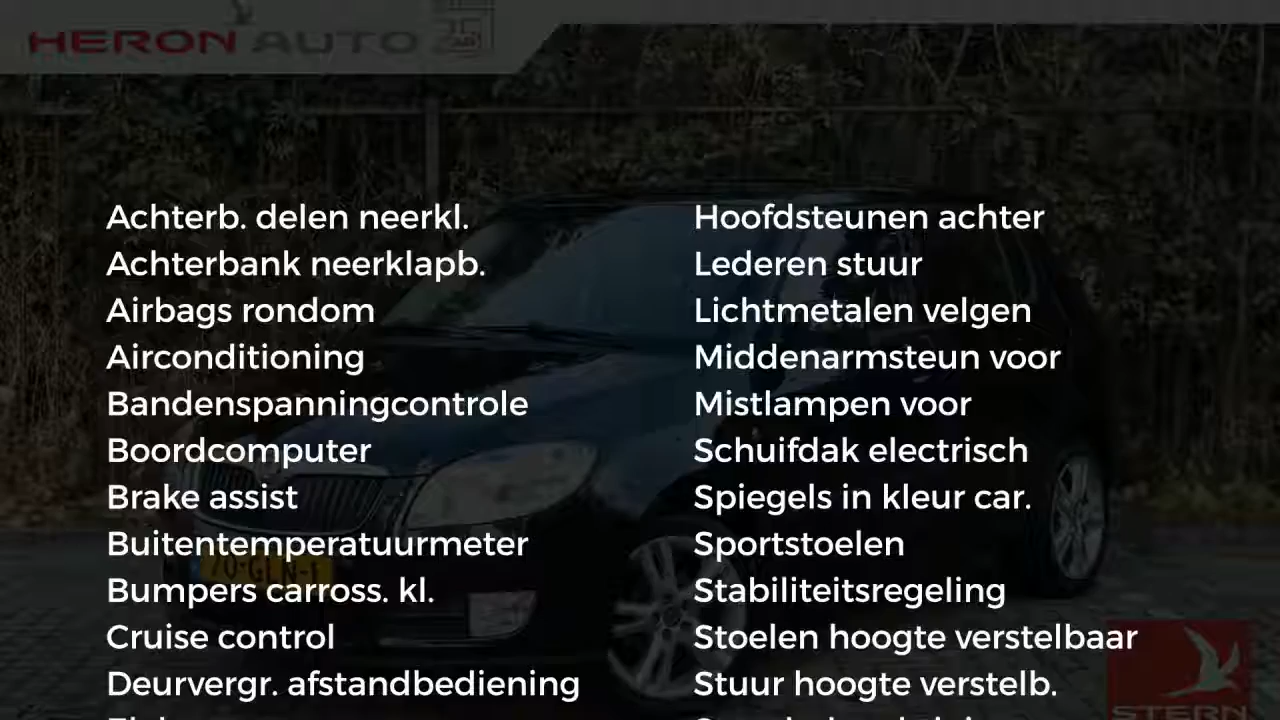 HERON AUTO
Achterb. delen neerkl.
Achterbank neerklapb.
Airbags rondom
Airconditioning
Bandenspanningcontrole
Boordcomputer
Brake assist
Buitentemperatuurmeter
Bumpers carross. kl.
Cruise control
Deurvergr. afstandbediening
Hoofdsteunen achter
Lederen stuur
Lichtmetalen velgen
Middenarmsteun voor
Mistlampen voor
Schuifdak electrisch
Spiegels in kleur car.
Sportstoelen
Stabiliteitsregeling
Stoelen hoogte verstelbaar
Stuur hoogte verstelb.
STERN